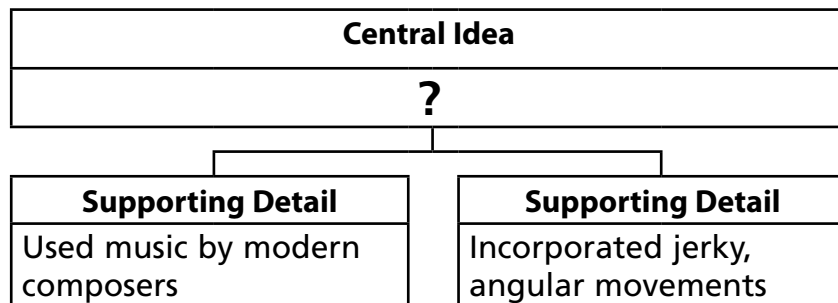 Central Idea
?
Supporting Detail
Used music by modern
composers
Supporting Detail
Incorporated jerky,
angular movements